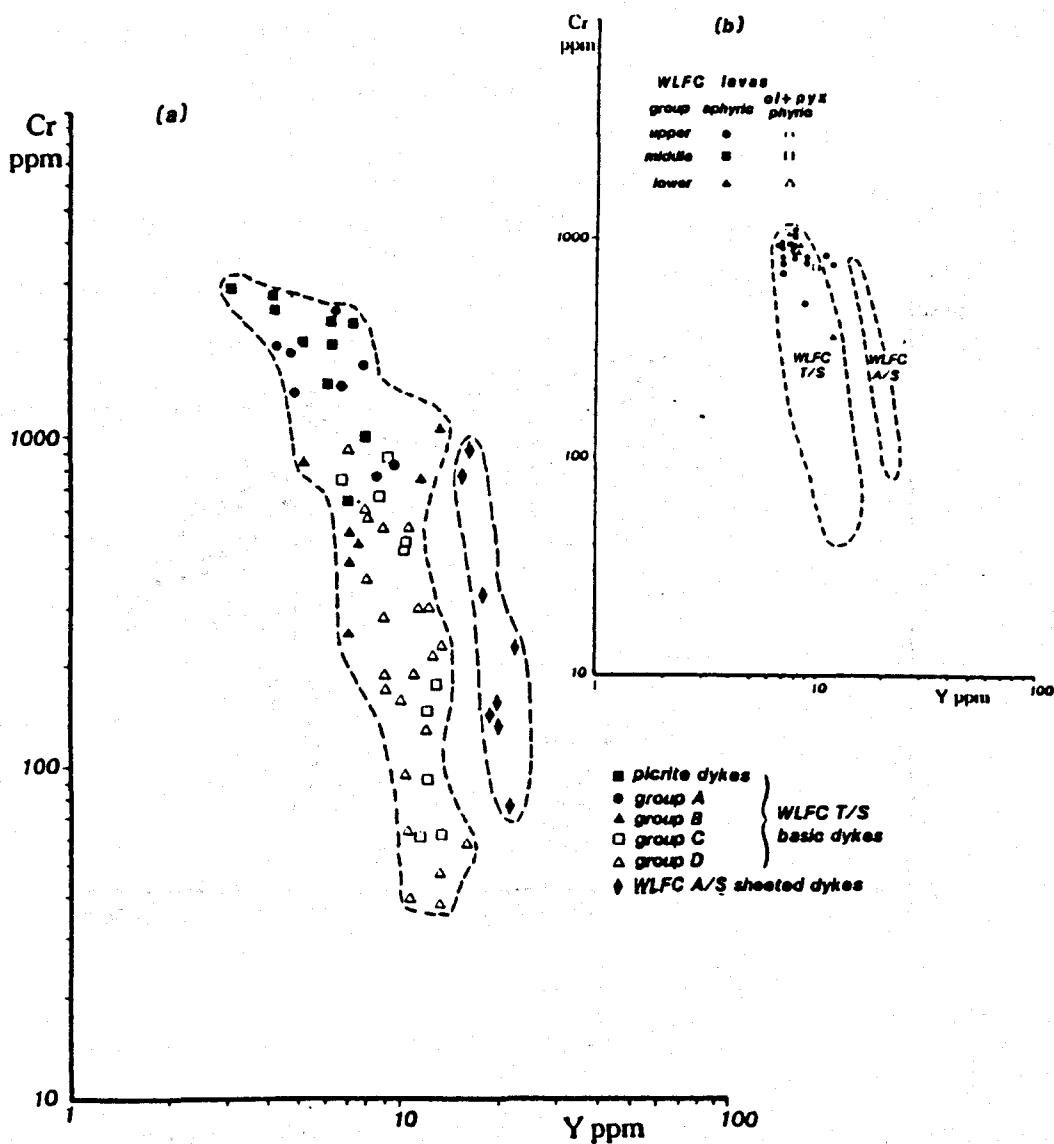 (a)
Cr
ppm
1000
100
10
1
10
100
Y ppm
(b)
Cr
ppm
WLFC lavas
group aphyric ol+pyx
phyric
upper
middle
lower
1000
100
10
1
10
100
Y ppm
WLFC
T/S
WLFC
A/S
picrite dykes
group A
group B
group C
group D
WLFC T/S
basic dykes
WLFC A/S sheeted dykes